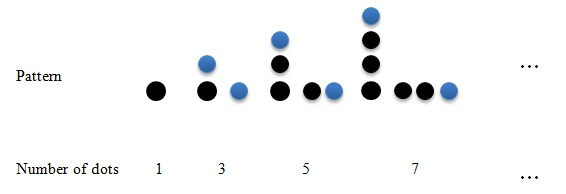 Pattern ...
Number of dots 1 3 5 7 ...